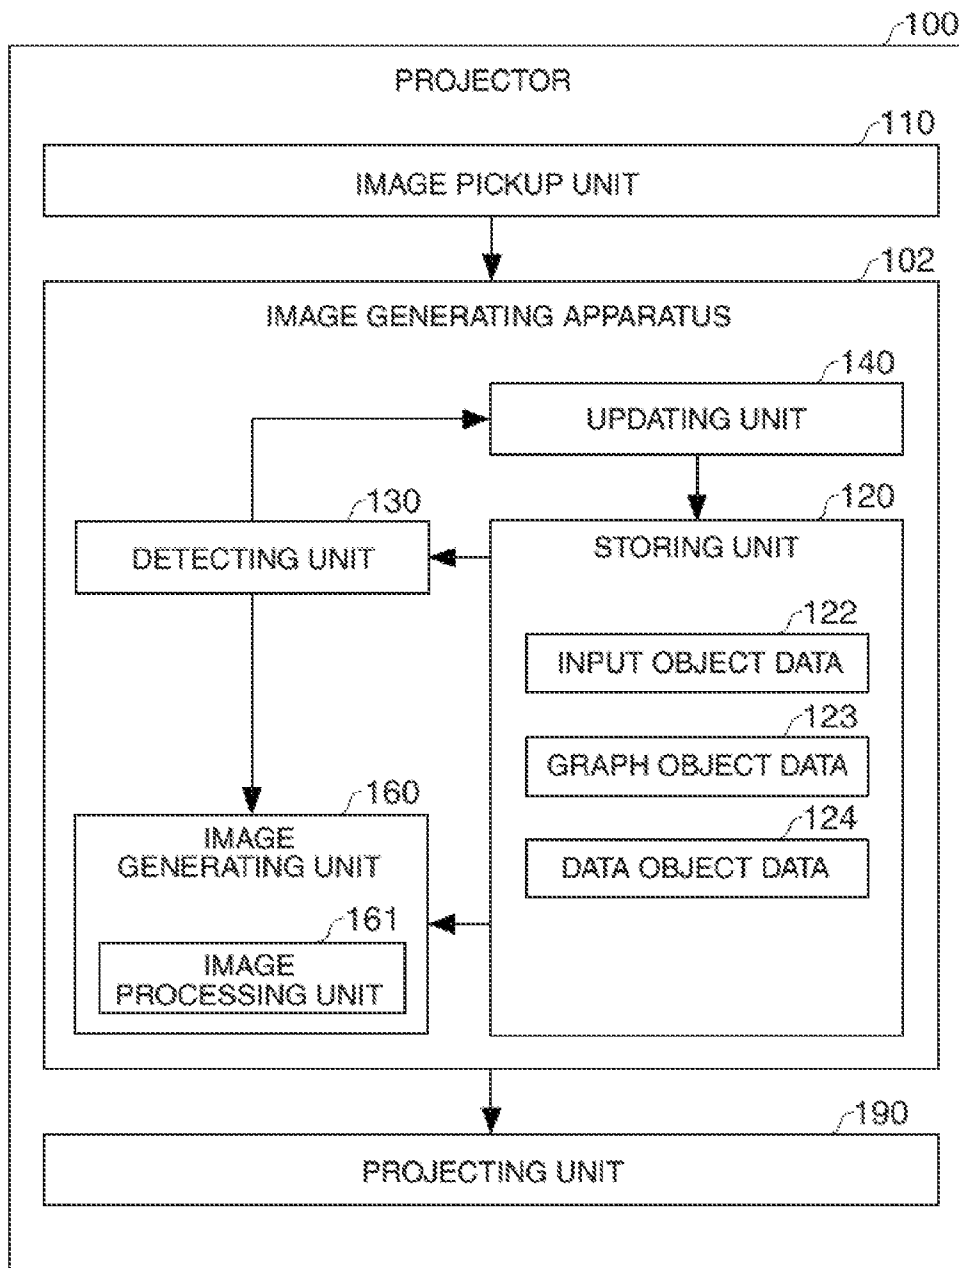 100
PROJECTOR
110
IMAGE PICKUP UNIT
102
IMAGE GENERATING APPARATUS
140
UPDATING UNIT
130
DETECTING UNIT
120
STORING UNIT
122
INPUT OBJECT DATA
123
GRAPH OBJECT DATA
124
DATA OBJECT DATA
160
IMAGE
GENERATING UNIT
161
IMAGE
PROCESSING UNIT
190
PROJECTING UNIT